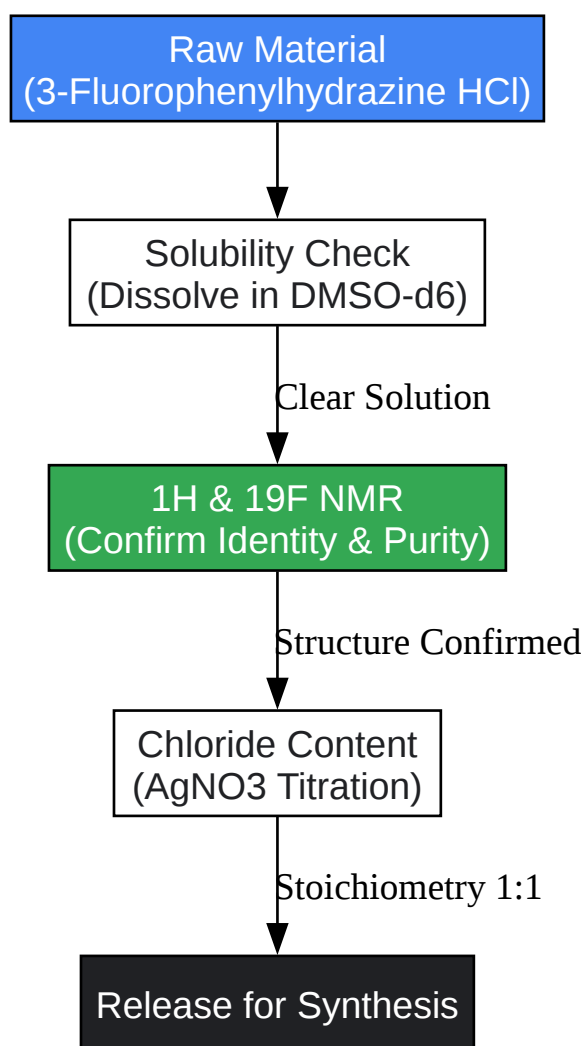 Raw Material
(3-Fluorophenylhydrazine HCl)
Solubility Check
(Dissolve in DMSO-d6)
Clear Solution
1H & 19F NMR
(Confirm Identity & Purity)
Structure Confirmed
Chloride Content
(AgNO3 Titration)
Stoichiometry 1:1
Release for Synthesis